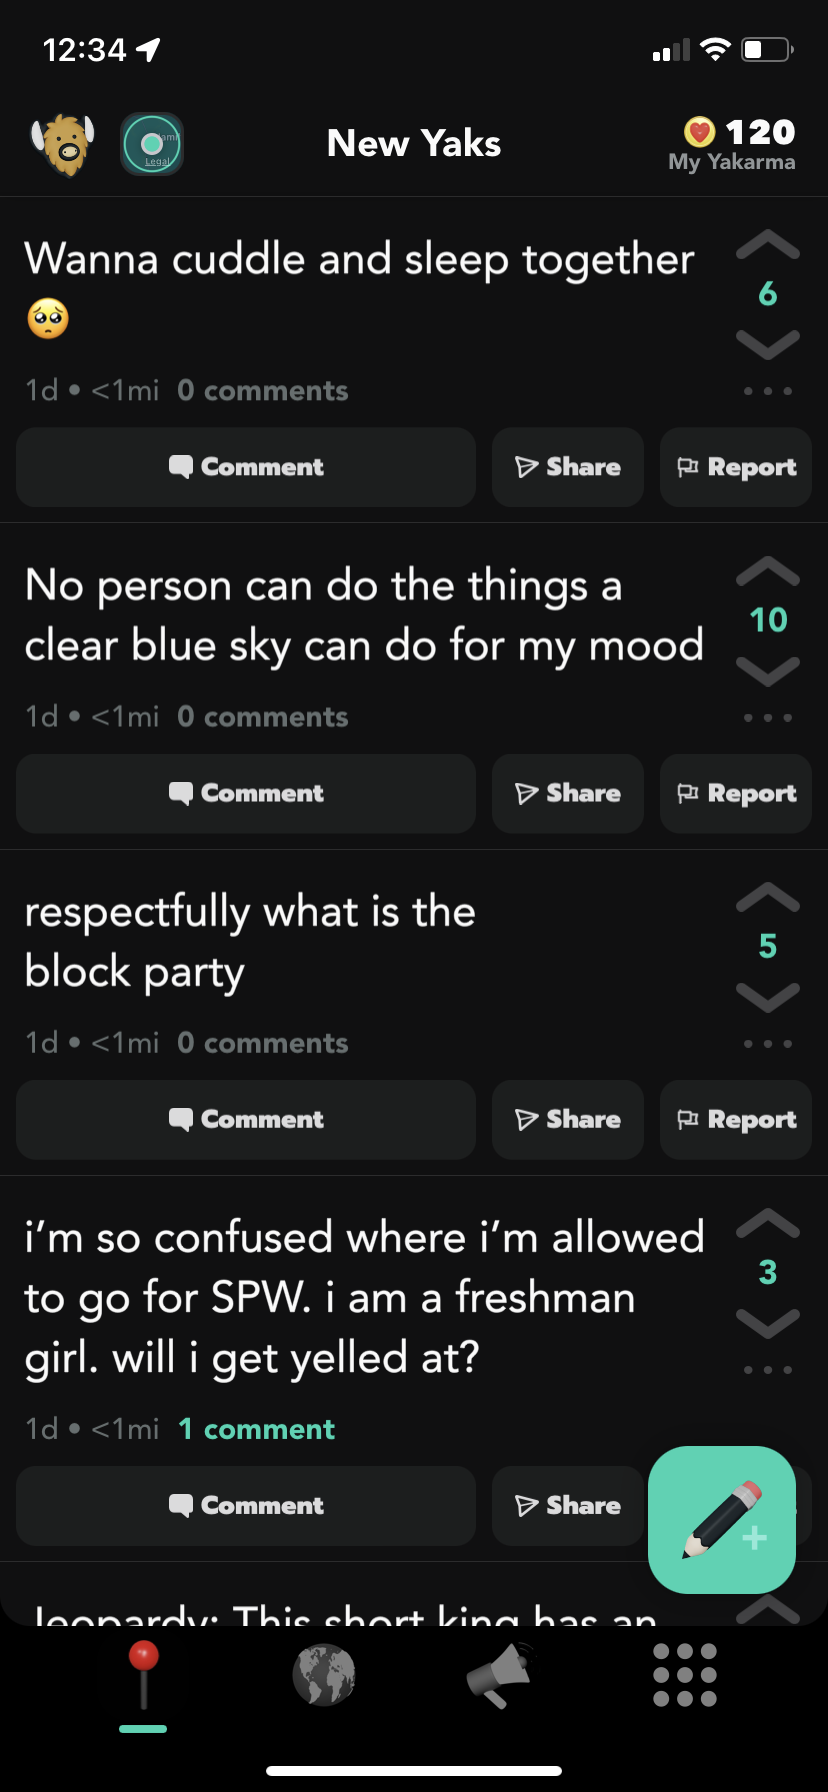 12:34
New Yaks
120
My Yakarma
Legal
Wanna cuddle and sleep together
🥺
6
1d • <1mi 0 comments
Comment
Share
Report
No person can do the things a
clear blue sky can do for my mood
10
1d • <1mi 0 comments
Comment
Share
Report
respectfully what is the
block party
5
1d • <1mi 0 comments
Comment
Share
Report
i’m so confused where i’m allowed
to go for SPW. i am a freshman
girl. will i get yelled at?
3
1d • <1mi 1 comment
Comment
Share
Jeopardy: This short king has an